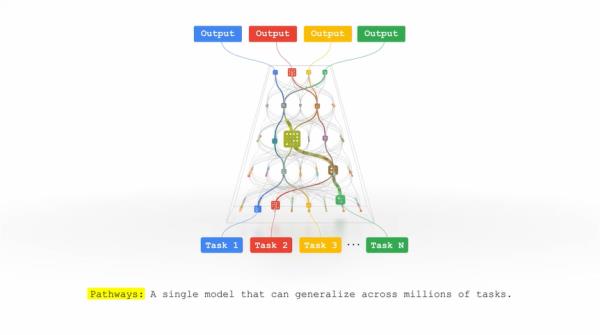 Output Output Output Output
Task 1 Task 2 Task 3 ... Task N
Pathways: A single model that can generalize across millions of tasks.